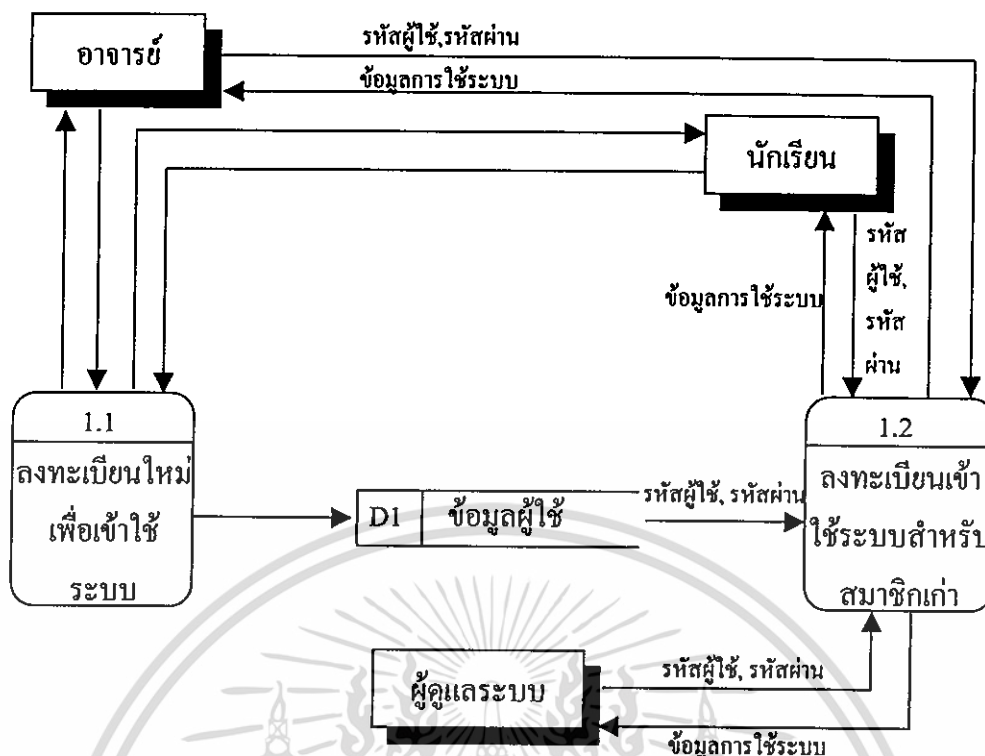 อาจารย์
รหัสผู้ใช้,รหัสผ่าน
ข้อมูลการใช้ระบบ
นักเรียน
ข้อมูลการใช้ระบบ
รหัส
ผู้ใช้,
รหัส
ผ่าน
1.1
ลงทะเบียนใหม่
เพื่อเข้าใช้
ระบบ
D1 ข้อมูลผู้ใช้
รหัสผู้ใช้, รหัสผ่าน
1.2
ลงทะเบียนเข้า
ใช้ระบบสำหรับ
สมาชิกเก่า
ผู้ดูแลระบบ
รหัสผู้ใช้, รหัสผ่าน
ข้อมูลการใช้ระบบ